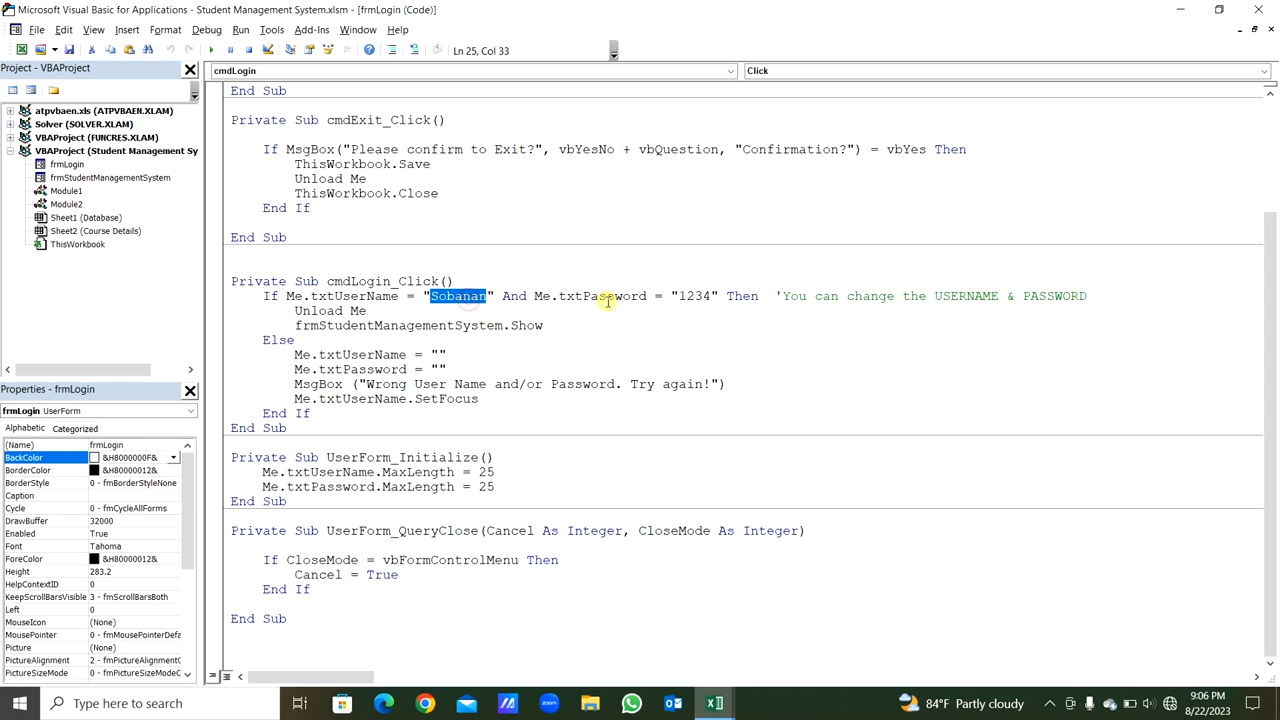 Microsoft Visual Basic for Applications - Student Management System.xlsm - [frmLogin (Code)]
File Edit View Insert Format Debug Run Tools Add-Ins Window Help
Ln 25, Col 33
Project - VBAProject
cmdLogin Click
atpvbaen.xls (ATPVBAEN.XLAM)
Solver (SOLVER.XLAM)
VBAProject (FUNCRES.XLAM)
VBAProject (Student Management Sy
frmLogin
frmStudentManagementSystem
Module1
Module2
Sheet1 (Database)
Sheet2 (Course Details)
ThisWorkbook
Properties - frmLogin
frmLogin UserForm
Alphabetic Categorized
(Name) frmLogin
BackColor &H8000000F&
BorderColor &H80000012&
BorderStyle 0 - fmBorderStyleNone
Caption
Cycle 0 - fmCycleAllForms
DrawBuffer 32000
Enabled True
Font Tahoma
ForeColor &H80000012&
Height 283.2
HelpContextID 0
KeepScrollBarsVisible 3 - fmScrollBarsBoth
Left 0
MouseIcon (None)
MousePointer 0 - fmMousePointerDefa
Picture (None)
PictureAlignment 2 - fmPictureAlignmentC
PictureSizeMode 0 - fmPictureSizeModeC
End Sub
Private Sub cmdExit_Click()
If MsgBox("Please confirm to Exit?", vbYesNo + vbQuestion, "Confirmation?") = vbYes Then
ThisWorkbook.Save
Unload Me
ThisWorkbook.Close
End If
End Sub
Private Sub cmdLogin_Click()
If Me.txtUserName = "Sobanan" And Me.txtPassword = "1234" Then 'You can change the USERNAME & PASSWORD
Unload Me
frmStudentManagementSystem.Show
Else
Me.txtUserName = ""
Me.txtPassword = ""
MsgBox ("Wrong User Name and/or Password. Try again!")
Me.txtUserName.SetFocus
End If
End Sub
Private Sub UserForm_Initialize()
Me.txtUserName.MaxLength = 25
Me.txtPassword.MaxLength = 25
End Sub
Private Sub UserForm_QueryClose(Cancel As Integer, CloseMode As Integer)
If CloseMode = vbFormControlMenu Then
Cancel = True
End If
End Sub
Type here to search
zoom
84°F Partly cloudy
9:06 PM
8/22/2023